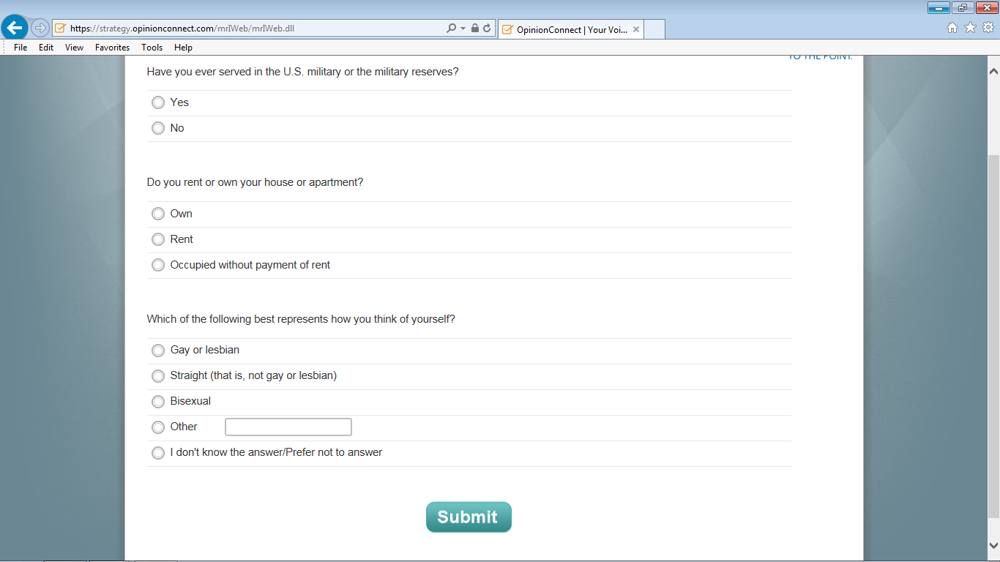 https://strategy.opinionconnect.com/mrIWeb/mrIWeb.dll
OpinionConnect | Your Voi...
File Edit View Favorites Tools Help
TO THE POINT.
Have you ever served in the U.S. military or the military reserves?
Yes
No
Do you rent or own your house or apartment?
Own
Rent
Occupied without payment of rent
Which of the following best represents how you think of yourself?
Gay or lesbian
Straight (that is, not gay or lesbian)
Bisexual
Other
I don't know the answer/Prefer not to answer
Submit